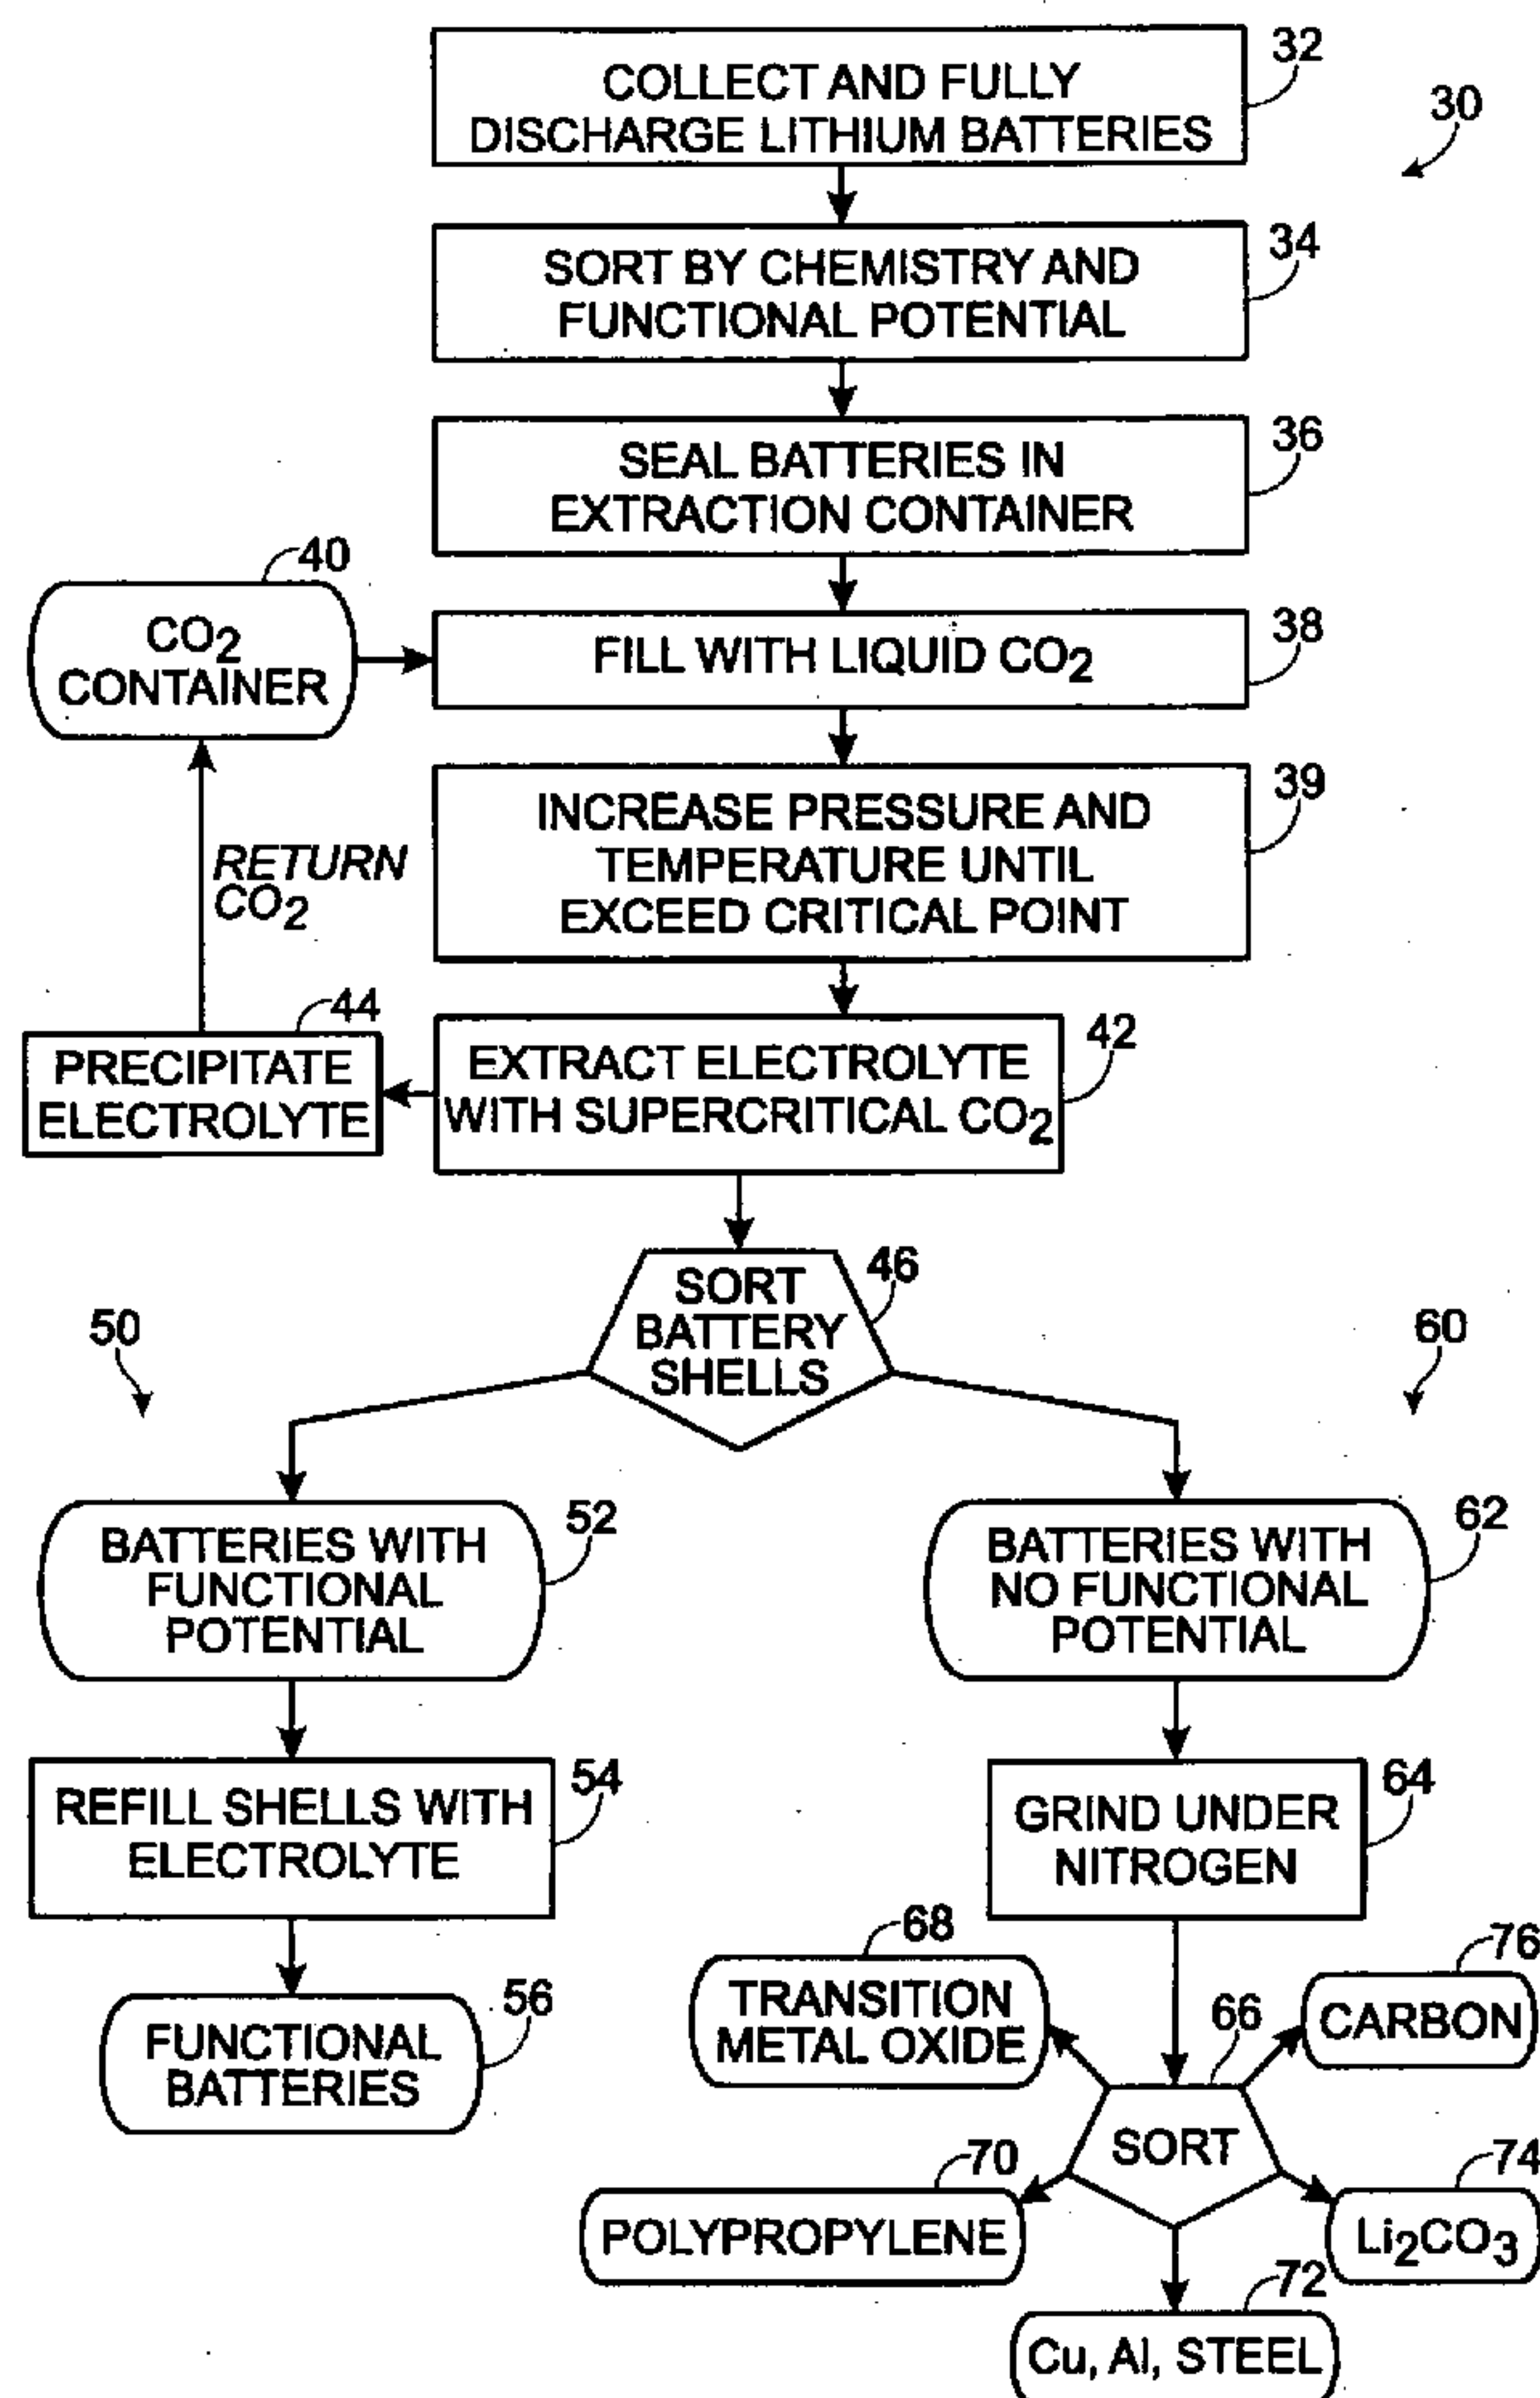 32
COLLECT AND FULLY
DISCHARGE LITHIUM BATTERIES
30
34
SORT BY CHEMISTRY AND
FUNCTIONAL POTENTIAL
36
SEAL BATTERIES IN
EXTRACTION CONTAINER
40
CO2
CONTAINER
38
FILL WITH LIQUID CO2
39
INCREASE PRESSURE AND
TEMPERATURE UNTIL
EXCEED CRITICAL POINT
RETURN
CO2
44
PRECIPITATE
ELECTROLYTE
42
EXTRACT ELECTROLYTE
WITH SUPERCRITICAL CO2
46
SORT
BATTERY
SHELLS
50
60
52
BATTERIES WITH
FUNCTIONAL
POTENTIAL
62
BATTERIES WITH
NO FUNCTIONAL
POTENTIAL
54
REFILL SHELLS WITH
ELECTROLYTE
64
GRIND UNDER
NITROGEN
56
FUNCTIONAL
BATTERIES
68
TRANSITION
METAL OXIDE
66
SORT
76
CARBON
70
POLYPROPYLENE
74
Li2CO3
72
Cu, Al, STEEL